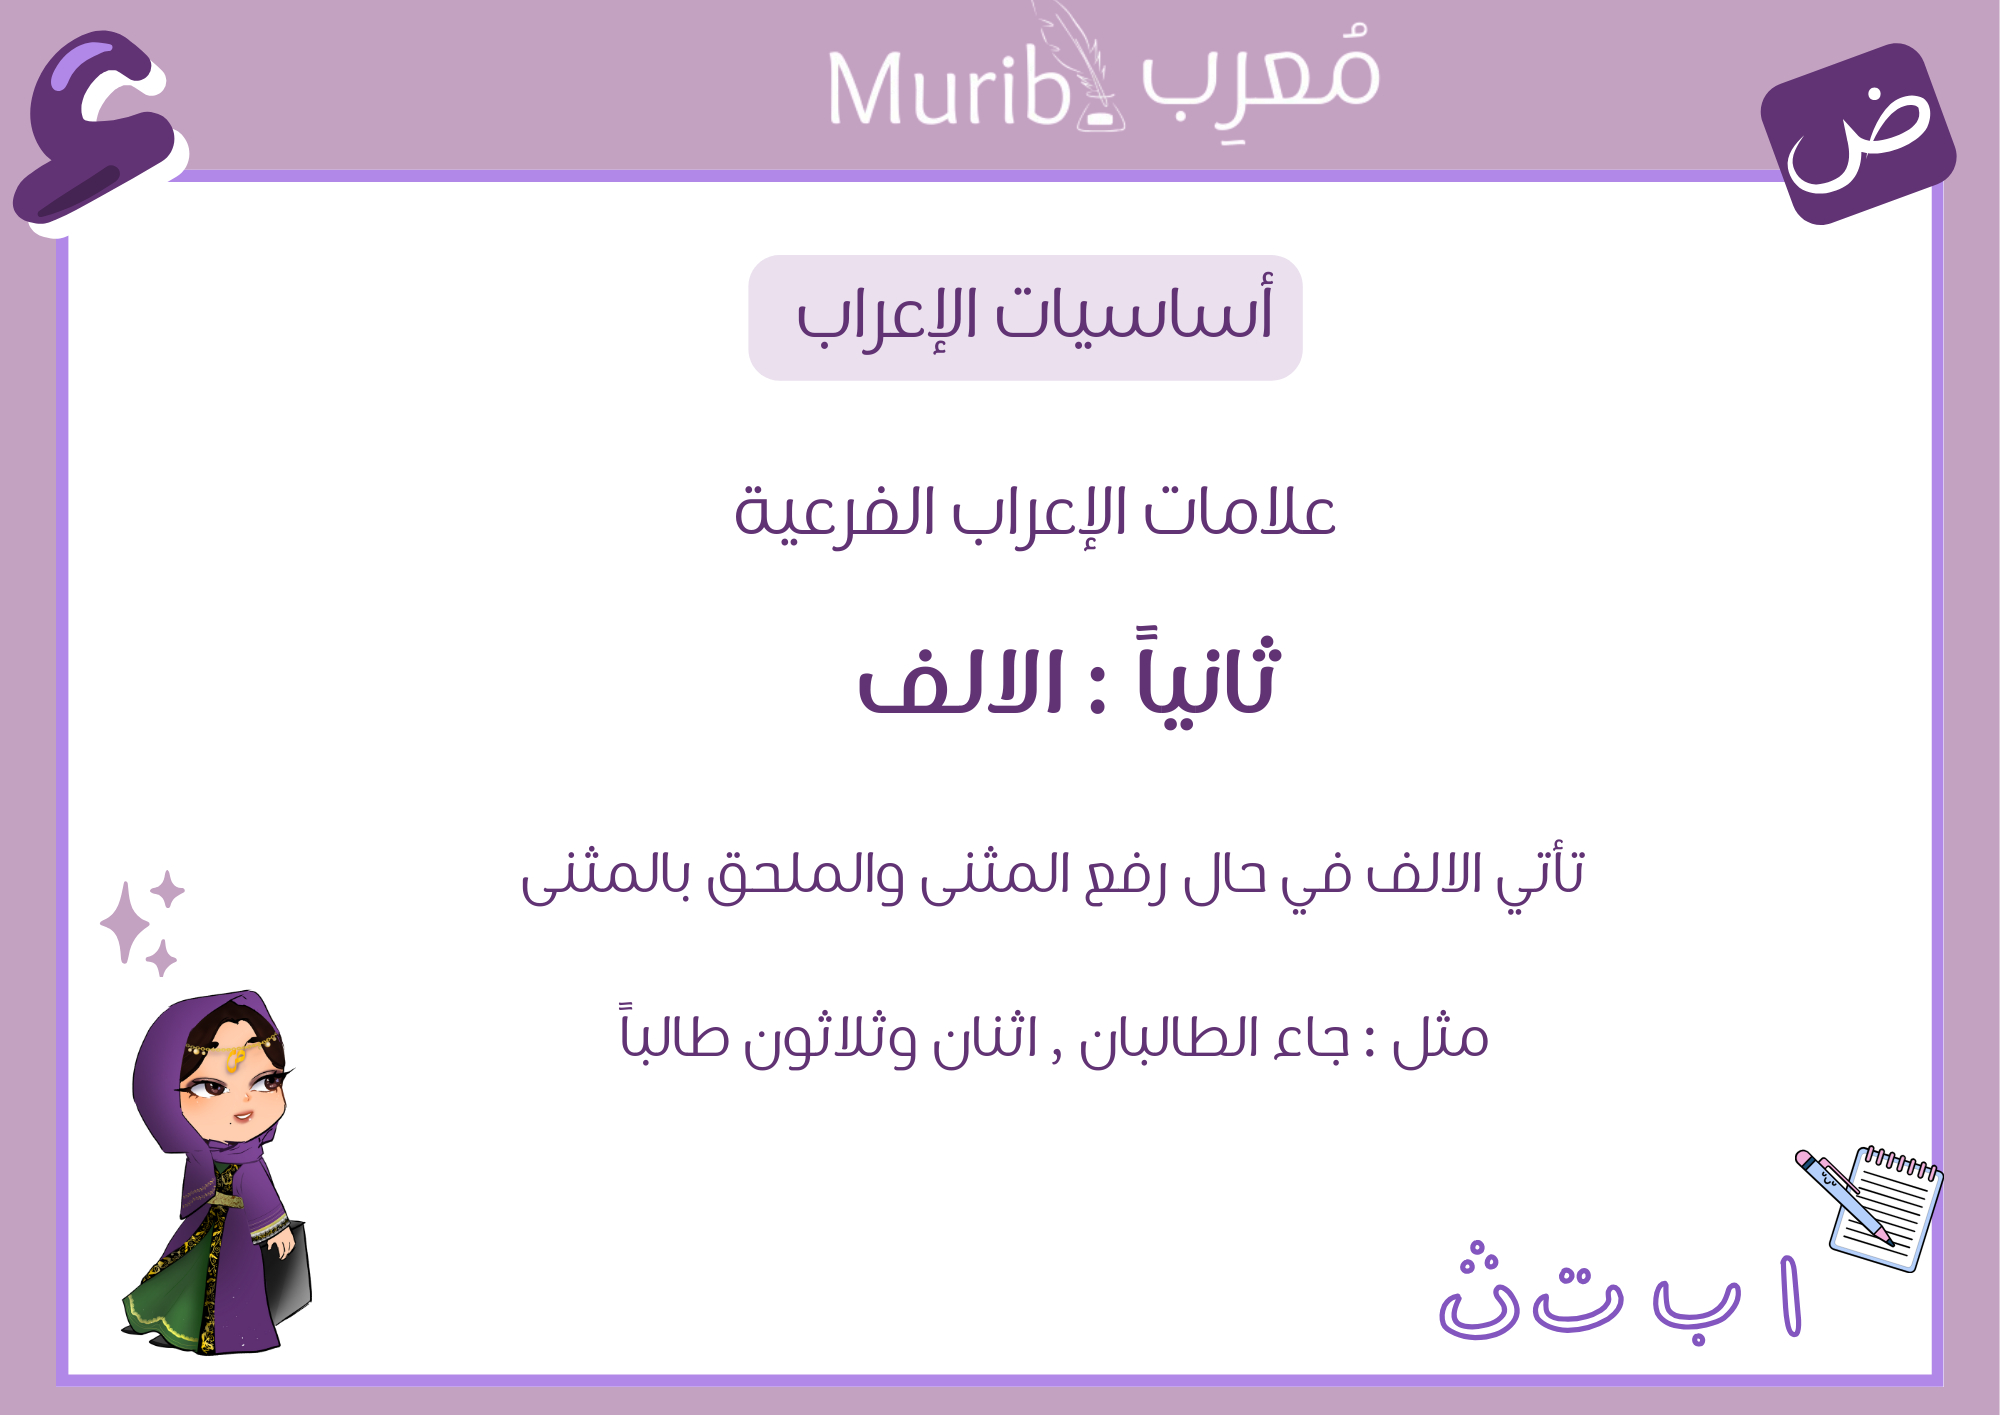 Murib مُعرِب
ض
ء
أساسيات الإعراب
علامات الإعراب الفرعية
ثانياً : الالف
تأتي الالف في حال رفع المثنى والملحق بالمثنى
مثل : جاء الطالبان , اثنان وثلاثون طالباً
ض
ا ب ت ث